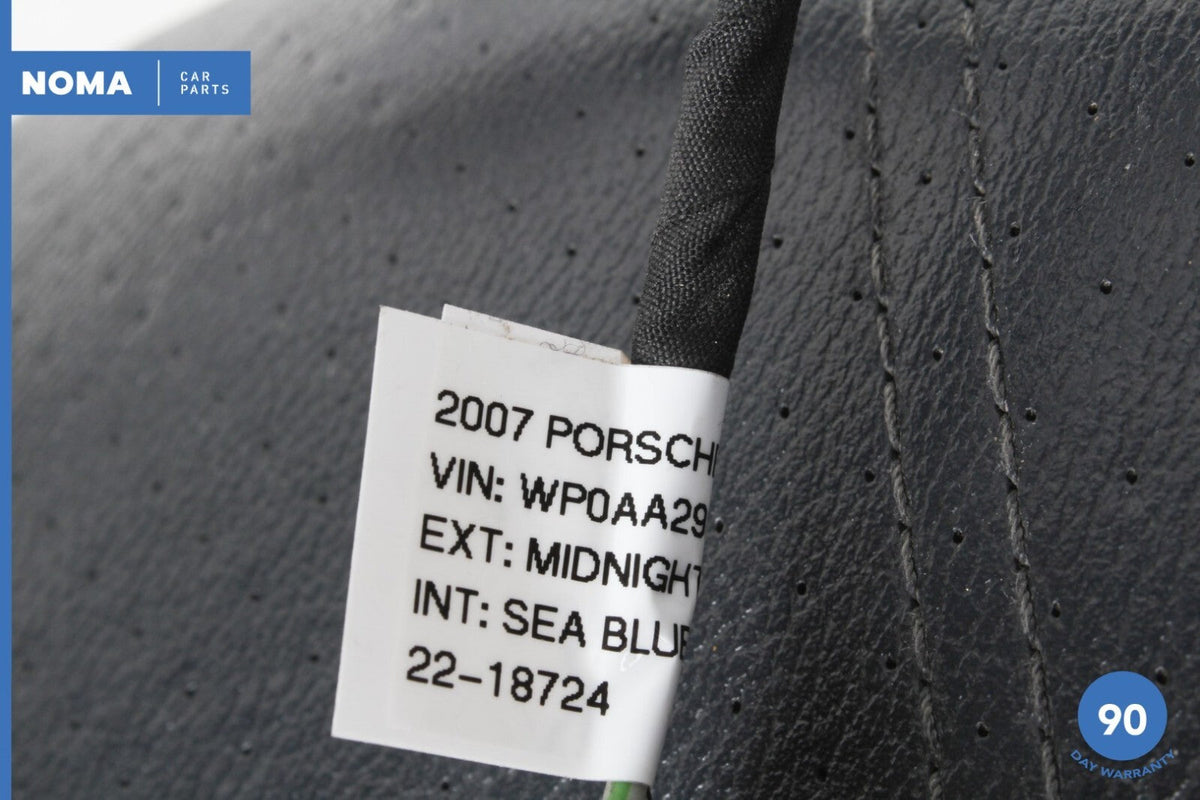 NOMA
CAR
PARTS
2007 PORSCH
VIN: WP0AA29
EXT: MIDNIGHT
INT: SEA BLUE
22-18724
90
DAY WARRANTY